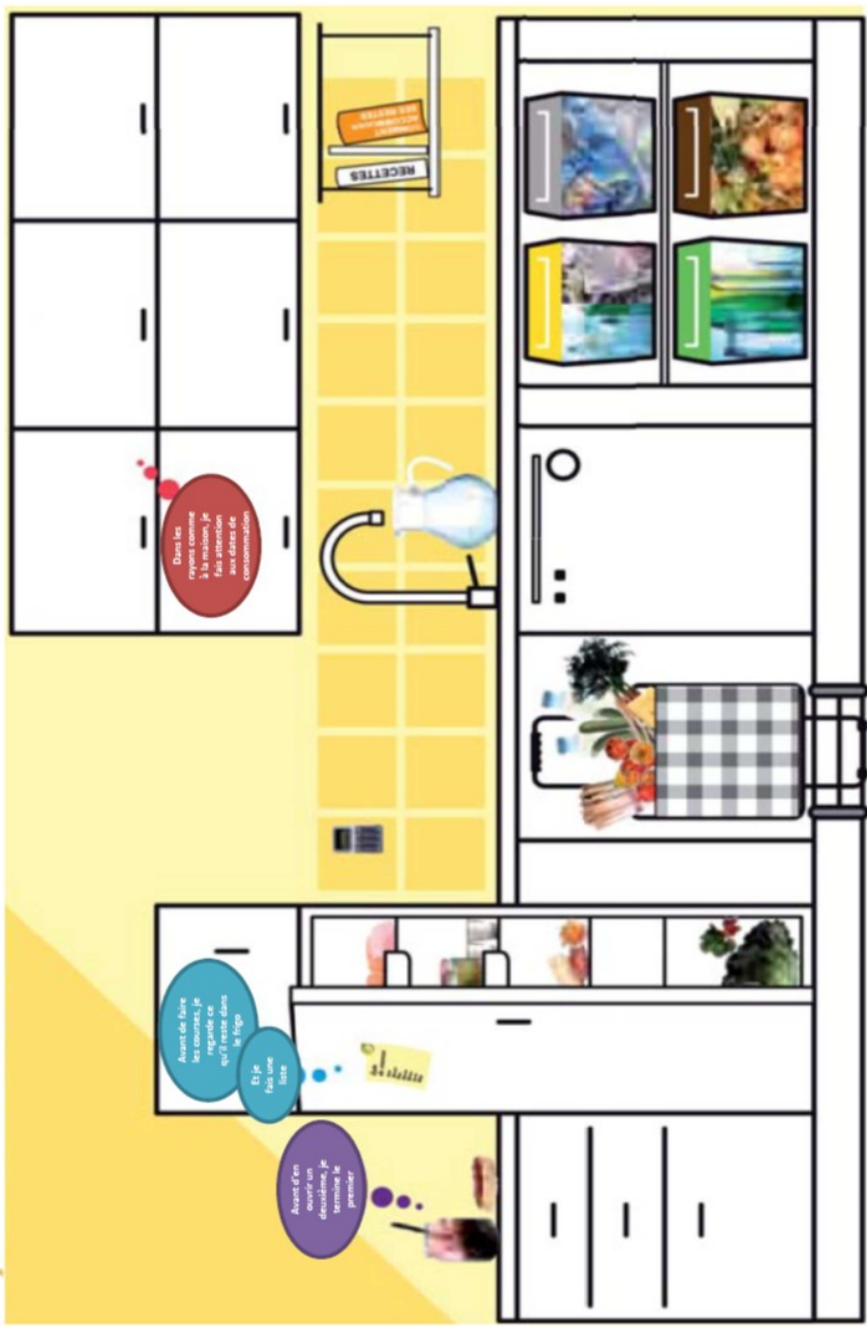 Avant d'en
ouvrir un
deuxième, je
termine le
premier
Avant de faire
les courses, je
regarde ce
qu'il reste dans
le frigo
Et je
fais une
liste
Dans les
rayons comme
à la maison, je
fais attention
aux dates de
consommation
RECETTES
COMMENT
ACCOMMODER
SES RESTES